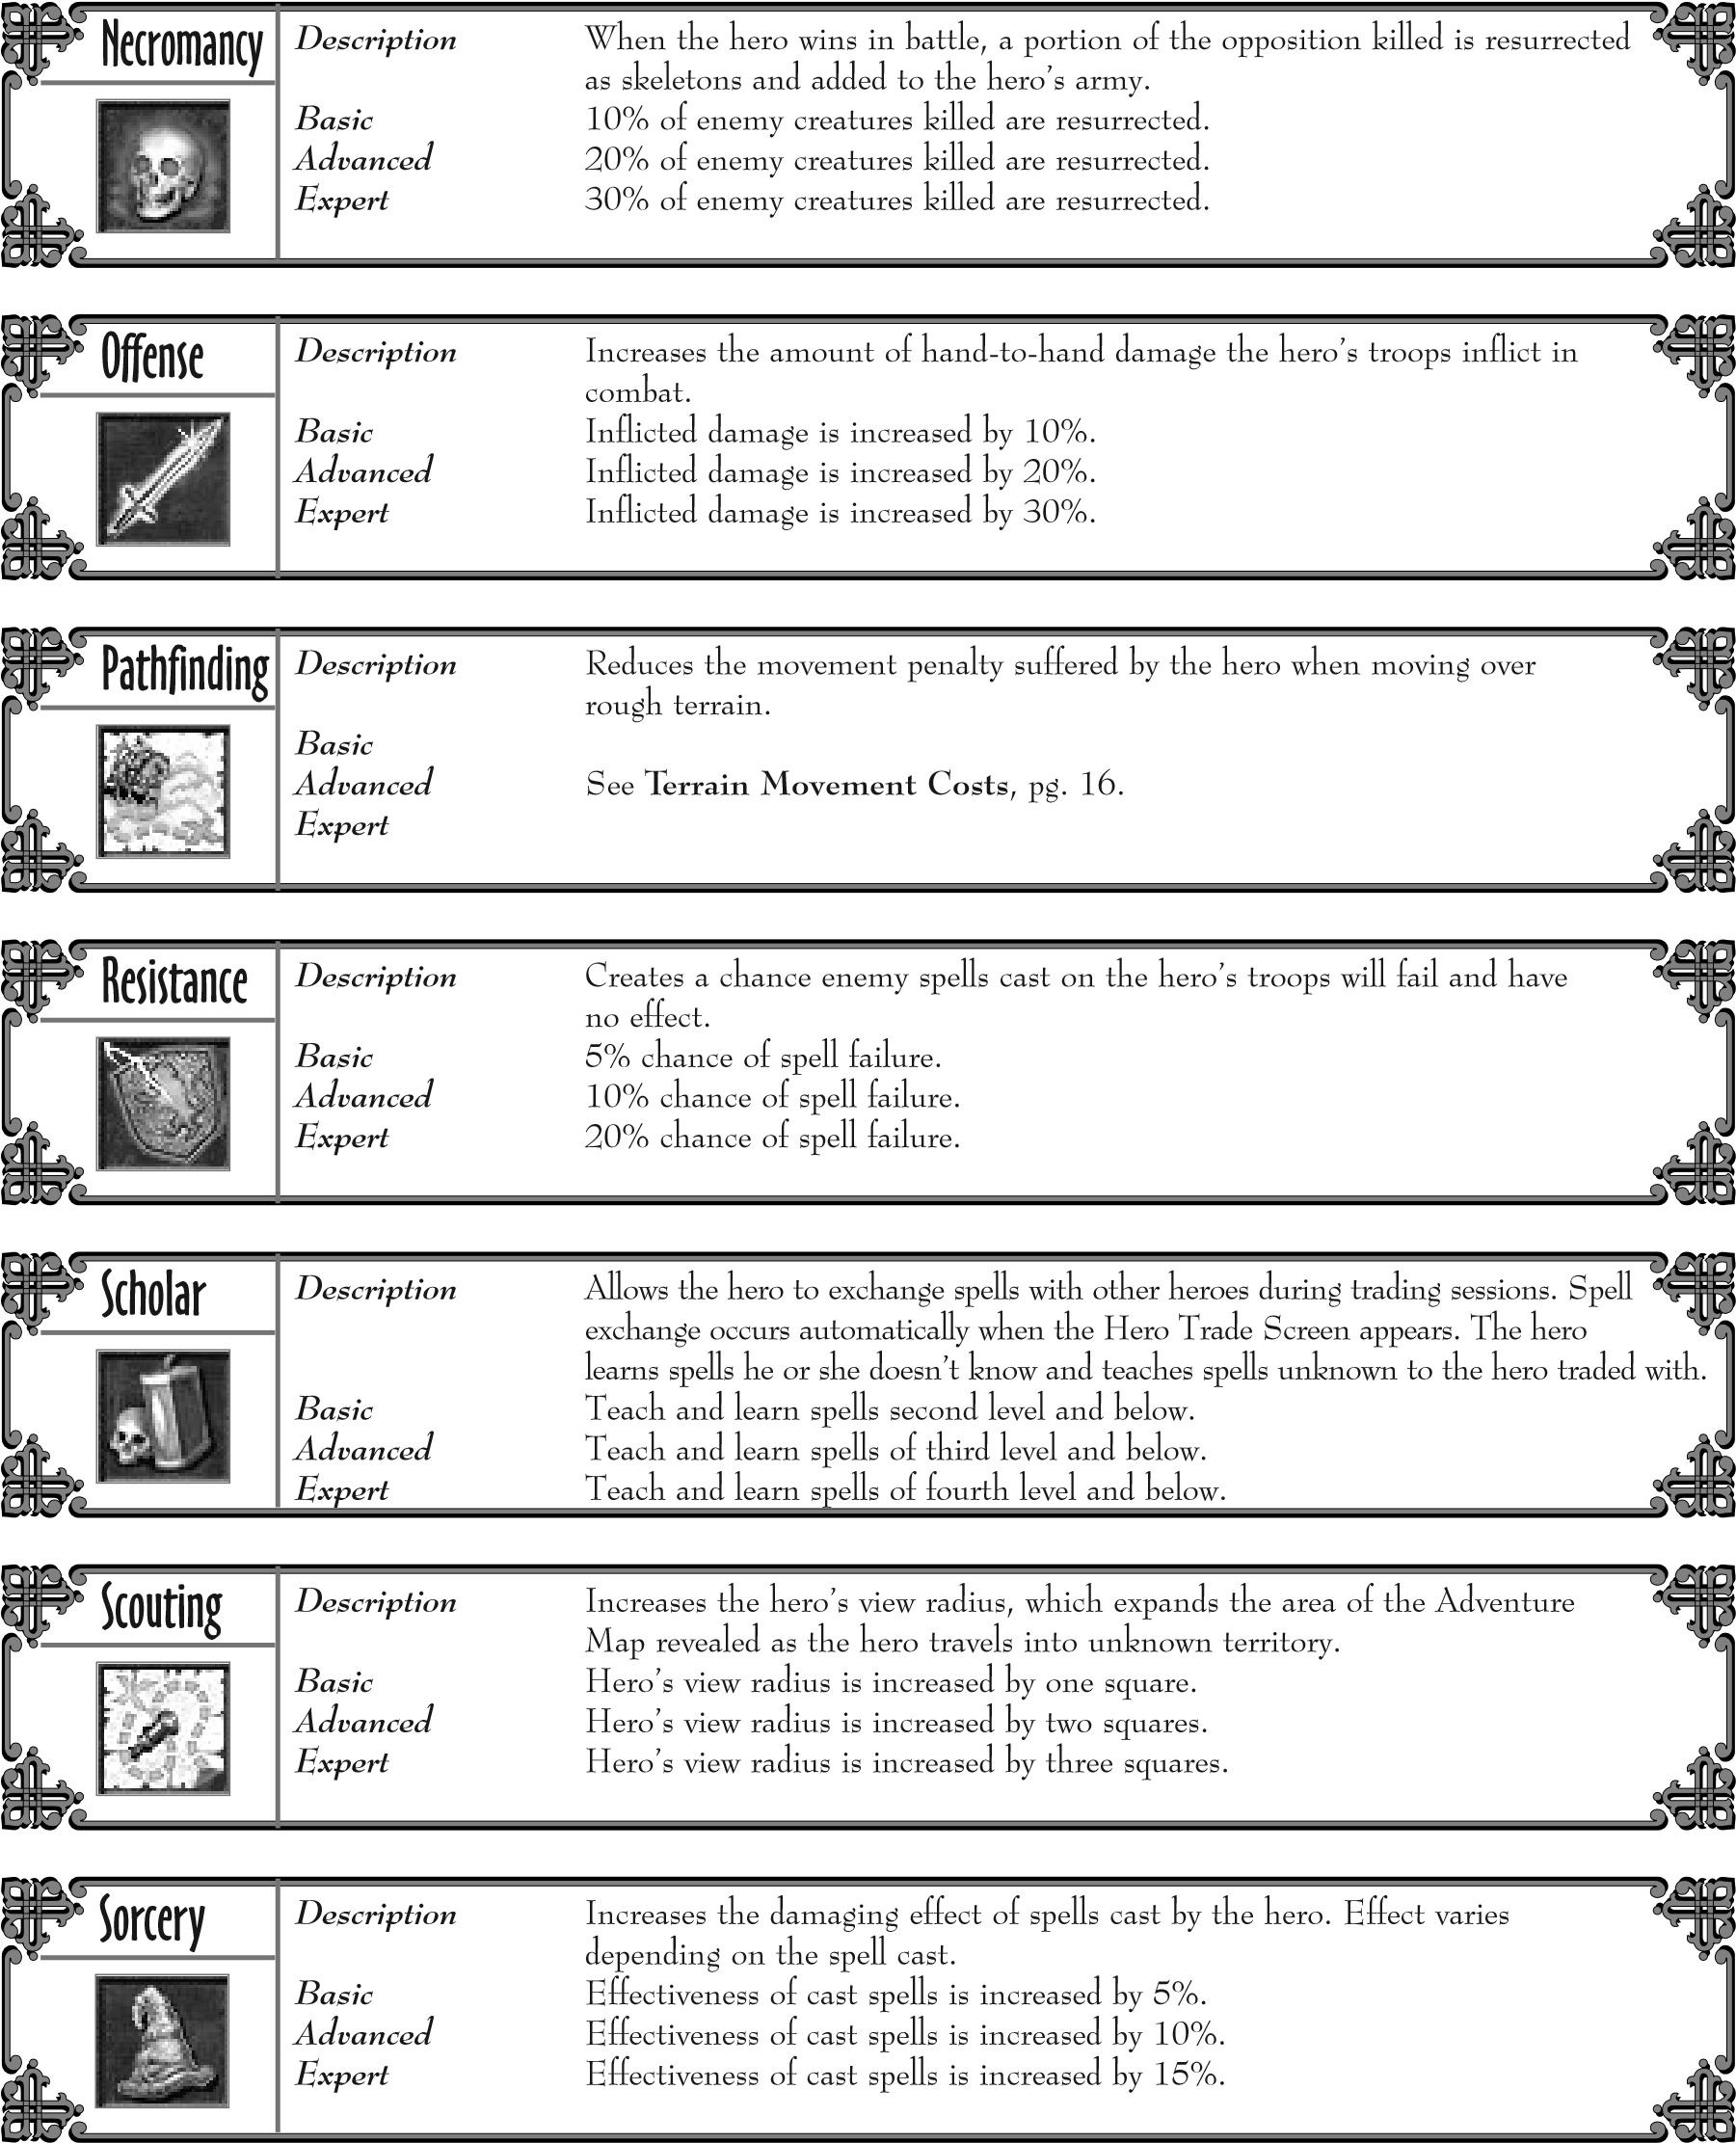 Necromancy
Description When the hero wins in battle, a portion of the opposition killed is resurrected
as skeletons and added to the hero's army.
Basic 10% of enemy creatures killed are resurrected.
Advanced 20% of enemy creatures killed are resurrected.
Expert 30% of enemy creatures killed are resurrected.
Offense
Description Increases the amount of hand-to-hand damage the hero's troops inflict in
combat.
Basic Inflicted damage is increased by 10%.
Advanced Inflicted damage is increased by 20%.
Expert Inflicted damage is increased by 30%.
Pathfinding
Description Reduces the movement penalty suffered by the hero when moving over
rough terrain.
Basic
Advanced See Terrain Movement Costs, pg. 16.
Expert
Resistance
Description Creates a chance enemy spells cast on the hero's troops will fail and have
no effect.
Basic 5% chance of spell failure.
Advanced 10% chance of spell failure.
Expert 20% chance of spell failure.
Scholar
Description Allows the hero to exchange spells with other heroes during trading sessions. Spell
exchange occurs automatically when the Hero Trade Screen appears. The hero
learns spells he or she doesn't know and teaches spells unknown to the hero traded with.
Basic Teach and learn spells second level and below.
Advanced Teach and learn spells of third level and below.
Expert Teach and learn spells of fourth level and below.
Scouting
Description Increases the hero's view radius, which expands the area of the Adventure
Map revealed as the hero travels into unknown territory.
Basic Hero's view radius is increased by one square.
Advanced Hero's view radius is increased by two squares.
Expert Hero's view radius is increased by three squares.
Sorcery
Description Increases the damaging effect of spells cast by the hero. Effect varies
depending on the spell cast.
Basic Effectiveness of cast spells is increased by 5%.
Advanced Effectiveness of cast spells is increased by 10%.
Expert Effectiveness of cast spells is increased by 15%.